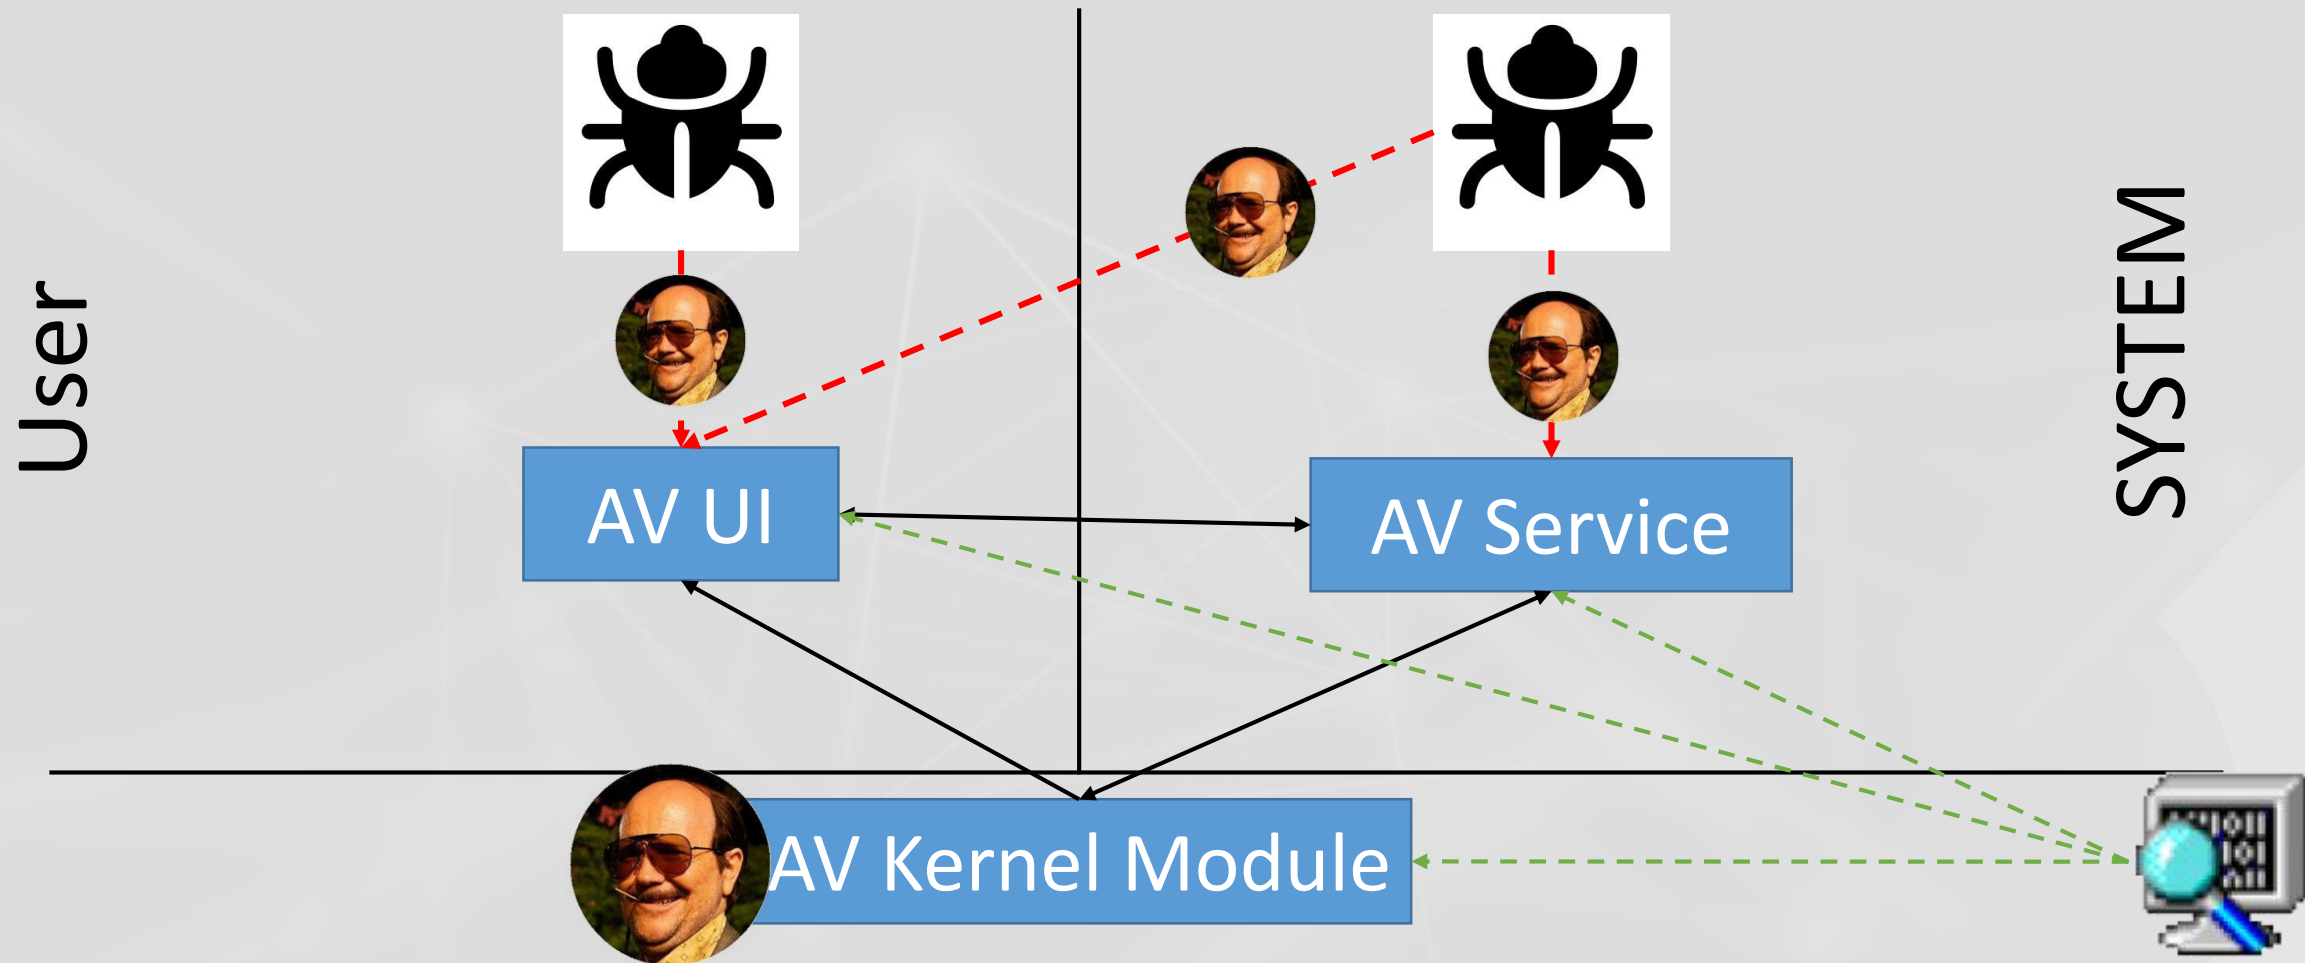 User
SYSTEM
AV UI
AV Service
AV Kernel Module